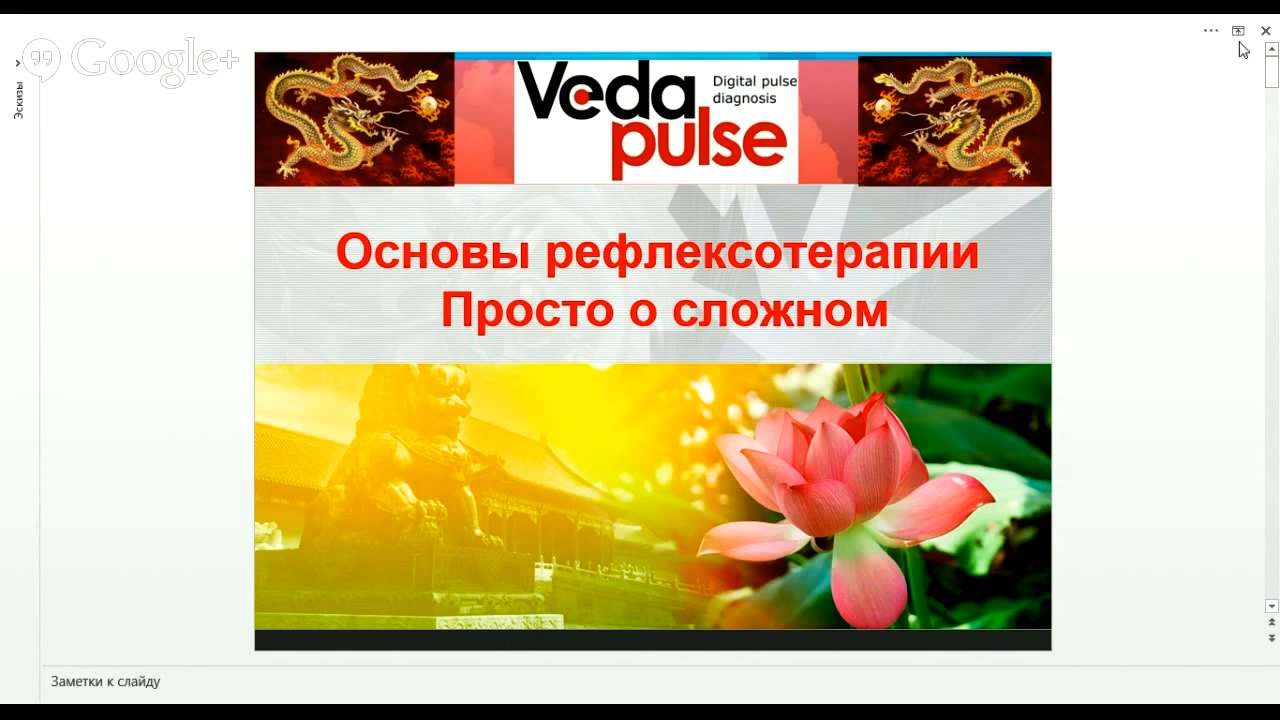 Google+
Эскизы
Veda
pulse
Digital pulse
diagnosis
Основы рефлексотерапии
Просто о сложном
Заметки к слайду